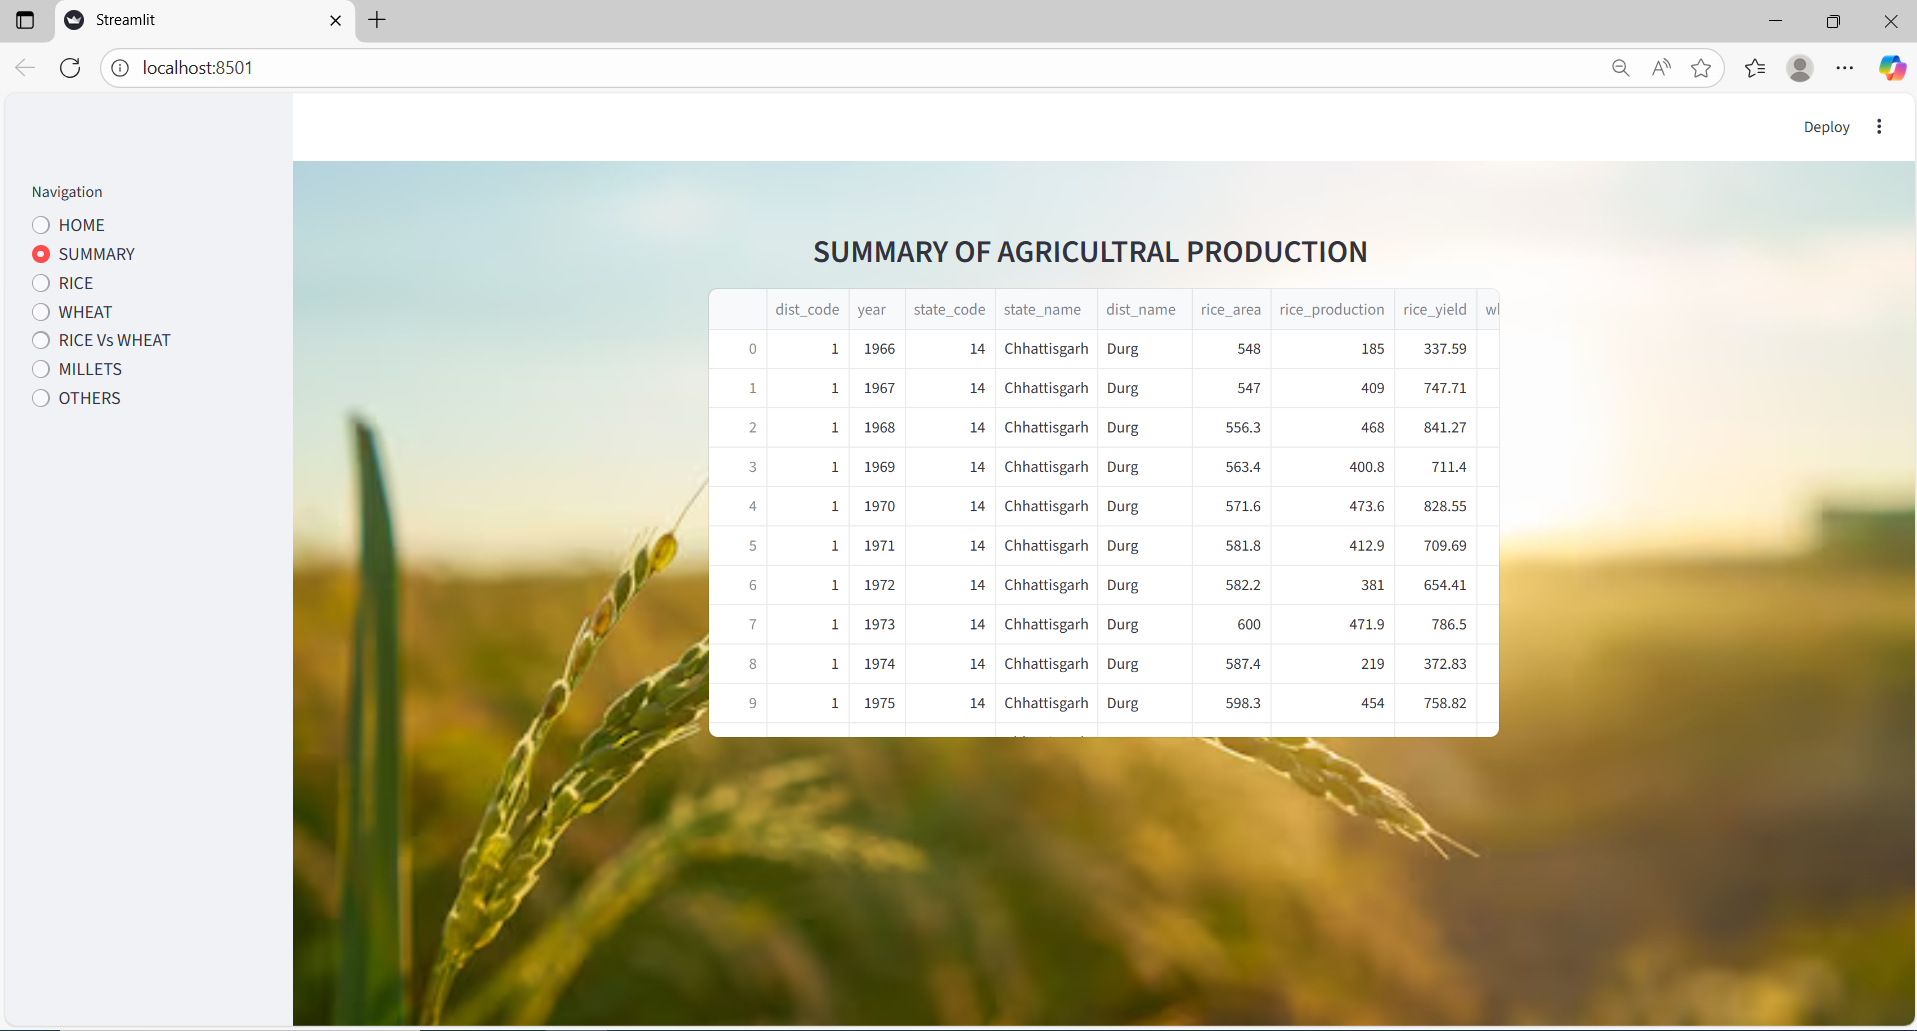 Streamlit
localhost:8501
Deploy
Navigation
HOME
SUMMARY
RICE
WHEAT
RICE Vs WHEAT
MILLETS
OTHERS
SUMMARY OF AGRICULTRAL PRODUCTION
dist_code year state_code state_name dist_name rice_area rice_production rice_yield
0 1 1966 14 Chhattisgarh Durg 548 185 337.59
1 1 1967 14 Chhattisgarh Durg 547 409 747.71
2 1 1968 14 Chhattisgarh Durg 556.3 468 841.27
3 1 1969 14 Chhattisgarh Durg 563.4 400.8 711.4
4 1 1970 14 Chhattisgarh Durg 571.6 473.6 828.55
5 1 1971 14 Chhattisgarh Durg 581.8 412.9 709.69
6 1 1972 14 Chhattisgarh Durg 582.2 381 654.41
7 1 1973 14 Chhattisgarh Durg 600 471.9 786.5
8 1 1974 14 Chhattisgarh Durg 587.4 219 372.83
9 1 1975 14 Chhattisgarh Durg 598.3 454 758.82